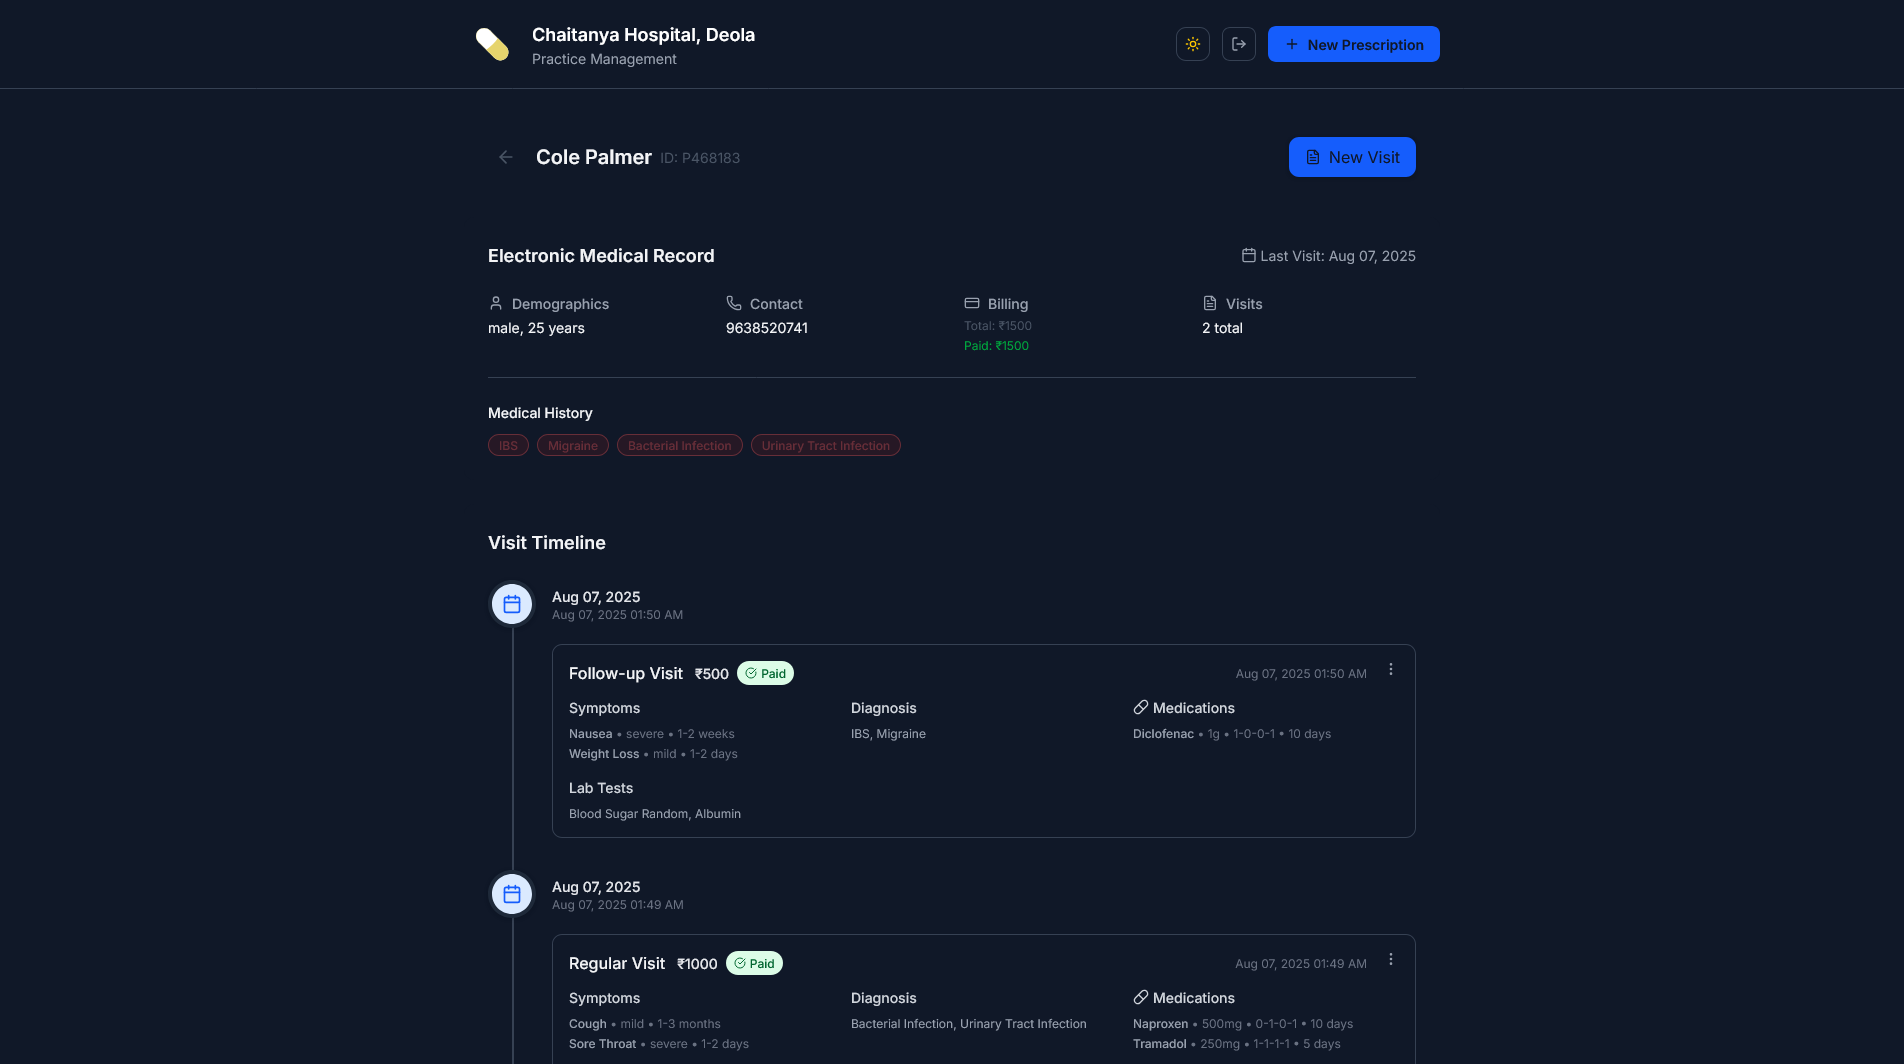 Chaitanya Hospital, Deola
Practice Management
New Prescription
Cole Palmer ID: P468183
New Visit
Electronic Medical Record
Last Visit: Aug 07, 2025
Demographics
male, 25 years
Contact
9638520741
Billing
Total: ₹1500
Paid: ₹1500
Visits
2 total
Medical History
IBS
Migraine
Bacterial Infection
Urinary Tract Infection
Visit Timeline
Aug 07, 2025
Aug 07, 2025 01:50 AM
Follow-up Visit ₹500 Paid
Aug 07, 2025 01:50 AM
Symptoms
Nausea • severe • 1-2 weeks
Weight Loss • mild • 1-2 days
Diagnosis
IBS, Migraine
Medications
Diclofenac • 1g • 1-0-0-1 • 10 days
Lab Tests
Blood Sugar Random, Albumin
Aug 07, 2025
Aug 07, 2025 01:49 AM
Regular Visit ₹1000 Paid
Aug 07, 2025 01:49 AM
Symptoms
Cough • mild • 1-3 months
Sore Throat • severe • 1-2 days
Diagnosis
Bacterial Infection, Urinary Tract Infection
Medications
Naproxen • 500mg • 0-1-0-1 • 10 days
Tramadol • 250mg • 1-1-1-1 • 5 days